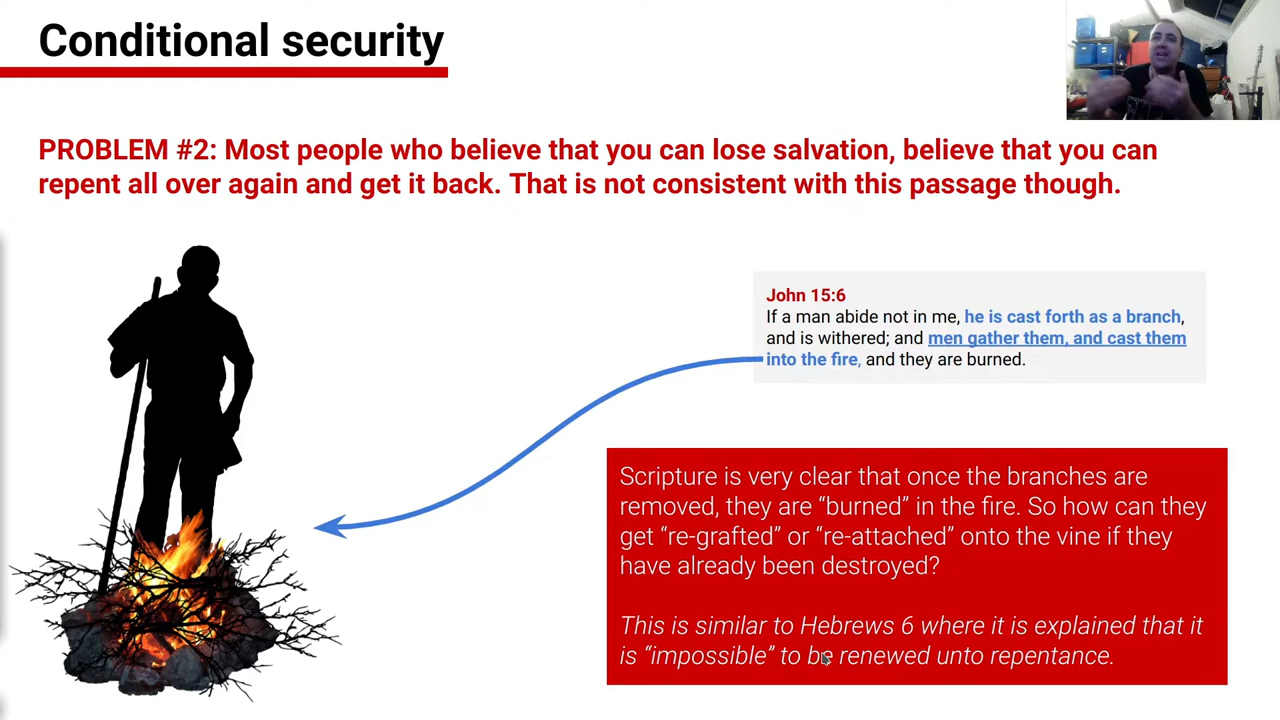 Conditional security
PROBLEM #2: Most people who believe that you can lose salvation, believe that you can
repent all over again and get it back. That is not consistent with this passage though.
John 15:6
If a man abide not in me, he is cast forth as a branch,
and is withered; and men gather them, and cast them
into the fire, and they are burned.
Scripture is very clear that once the branches are
removed, they are “burned” in the fire. So how can they
get “re-grafted” or “re-attached” onto the vine if they
have already been destroyed?
This is similar to Hebrews 6 where it is explained that it
is “impossible” to be renewed unto repentance.